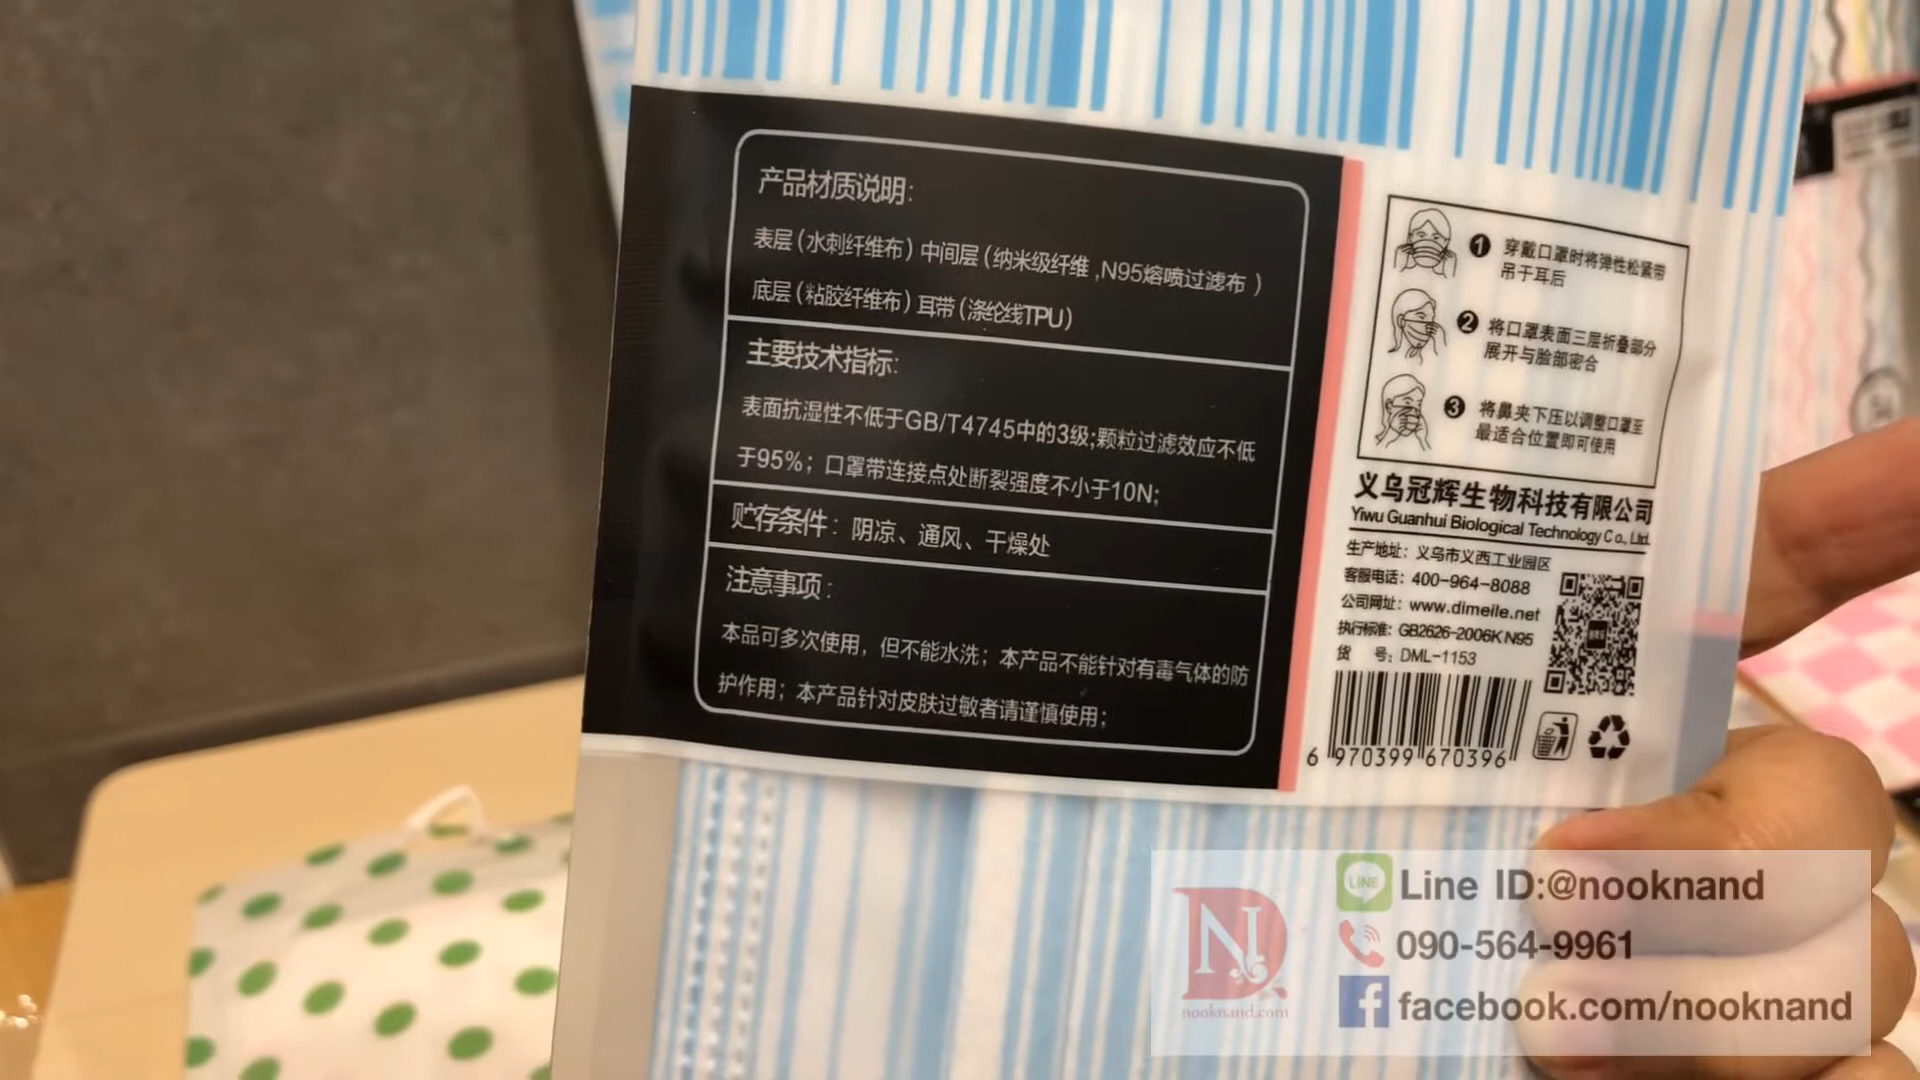 产品材质说明:
表层(水刺纤维布)中间层(纳米级纤维,N95熔喷过滤布)
底层(粘胶纤维布)耳带(涤纶线TPU)
主要技术指标:
表面抗湿性不低于GB/T4745中的3级;颗粒过滤效应不低
于95%；口罩带连接点处断裂强度不小于10N;
贮存条件：阴凉、通风、干燥处
注意事项:
本品可多次使用，但不能水洗；本产品不能针对有毒气体的防
护作用；本产品针对皮肤过敏者请谨慎使用；
1 穿戴口罩时将弹性松紧带
吊于耳后
2 将口罩表面三层折叠部分
展开与脸部密合
3 将鼻夹下压以调整口罩至
最适合位置即可使用
义乌冠辉生物科技有限公司
Yiwu Guanhui Biological Technology Co., Ltd.
生产地址：义乌市义西工业园区
客服电话：400-964-8088
公司网址：www.dimeile.net
执行标准：GB2626-2006K N95
货 号：DML-1153
6 970399 670396
LINE Line ID:@nooknand
090-564-9961
facebook.com/nooknand
ND
nooknand.com